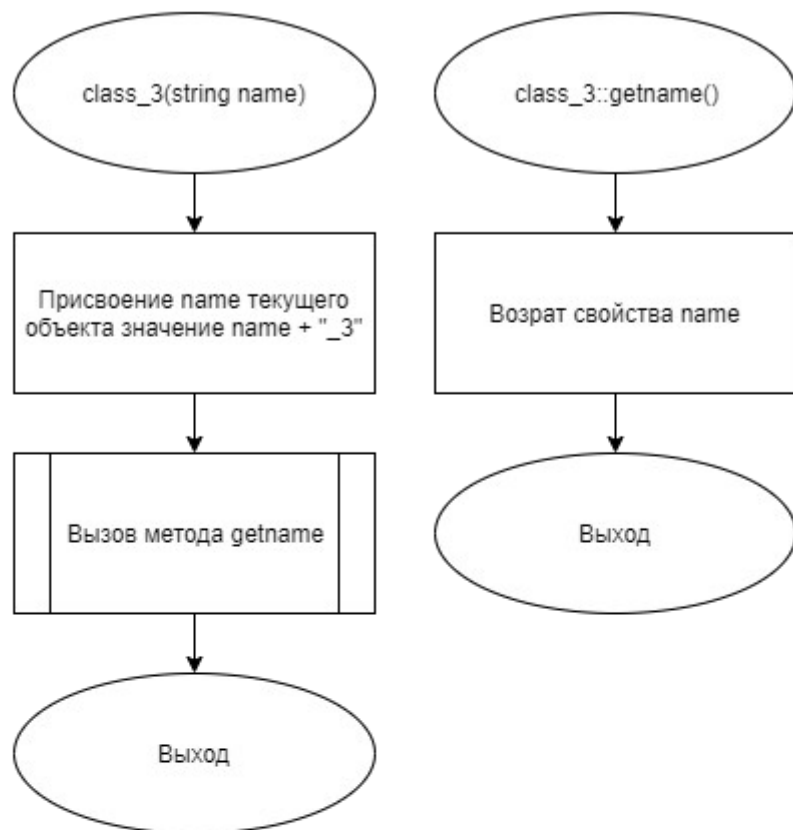 class_3(string name)
Присвоение name текущего
объекта значение name + "_3"
Вызов метода getname
Выход
class_3::getname()
Возрат свойства name
Выход